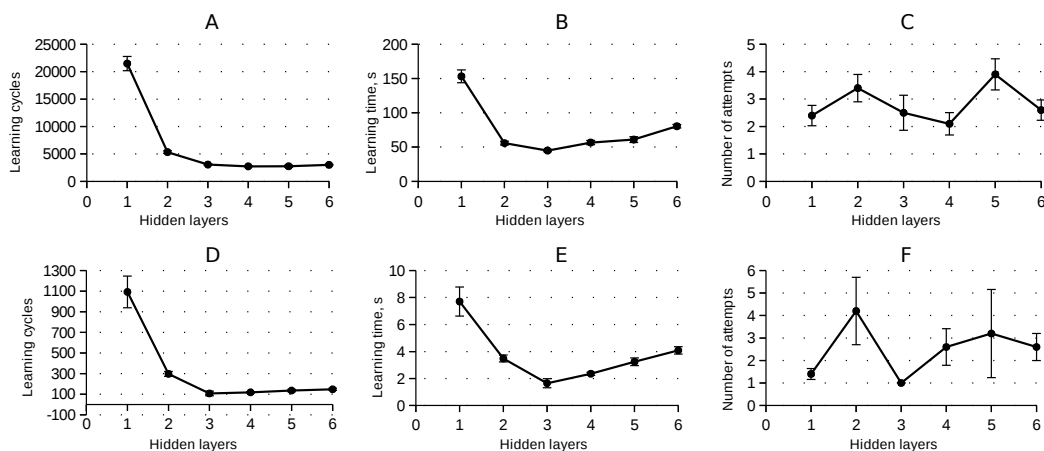 A
Learning cycles
25000
20000
15000
10000
5000
0
0 1 2 3 4 5 6
Hidden layers
B
Learning time, s
200
150
100
50
0
0 1 2 3 4 5 6
Hidden layers
C
Number of attempts
5
4
3
2
1
0
0 1 2 3 4 5 6
Hidden layers
D
Learning cycles
1300
1100
900
700
500
300
100
-100
0 1 2 3 4 5 6
Hidden layers
E
Learning time, s
10
8
6
4
2
0
0 1 2 3 4 5 6
Hidden layers
F
Number of attempts
6
5
4
3
2
1
0
0 1 2 3 4 5 6
Hidden layers